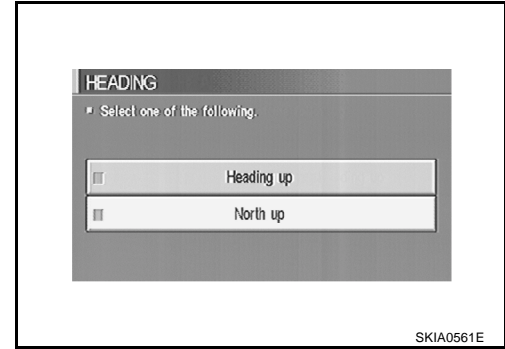 HEADING
Select one of the following.
Heading up
North up
SKIA0561E